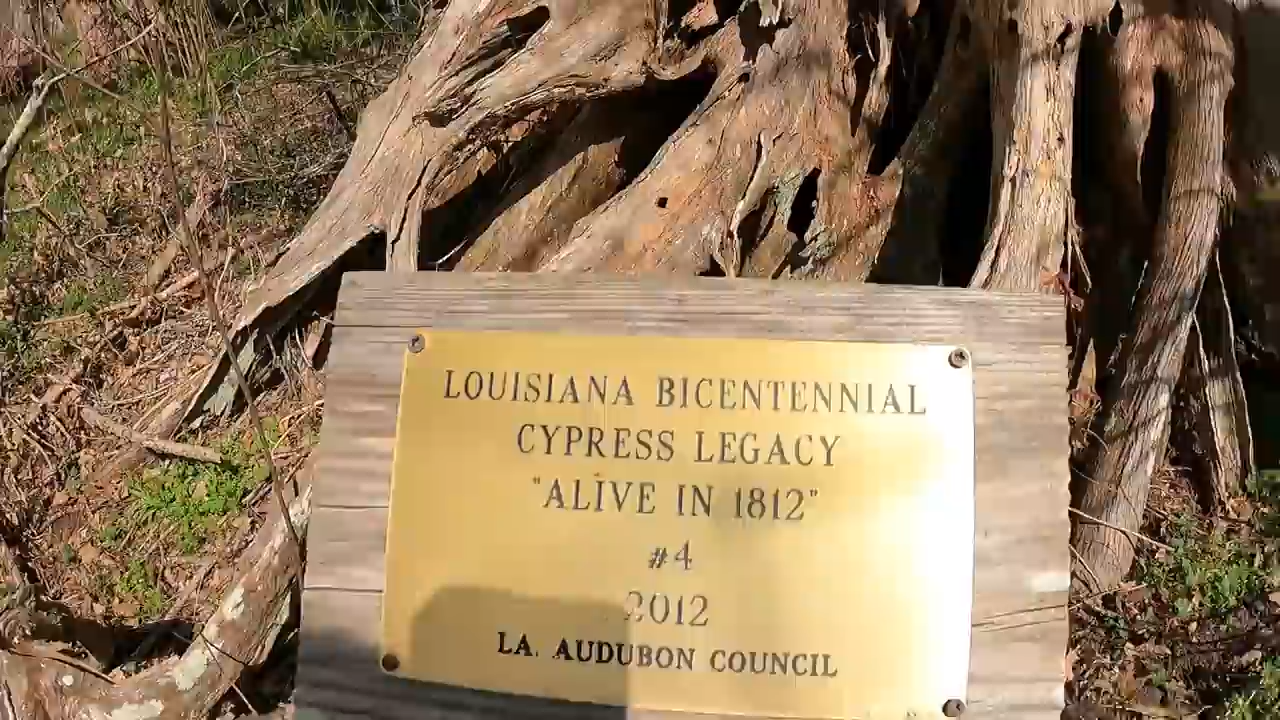 LOUISIANA BICENTENNIAL
CYPRESS LEGACY
"ALIVE IN 1812"
#4
2012
LA. AUDUBON COUNCIL